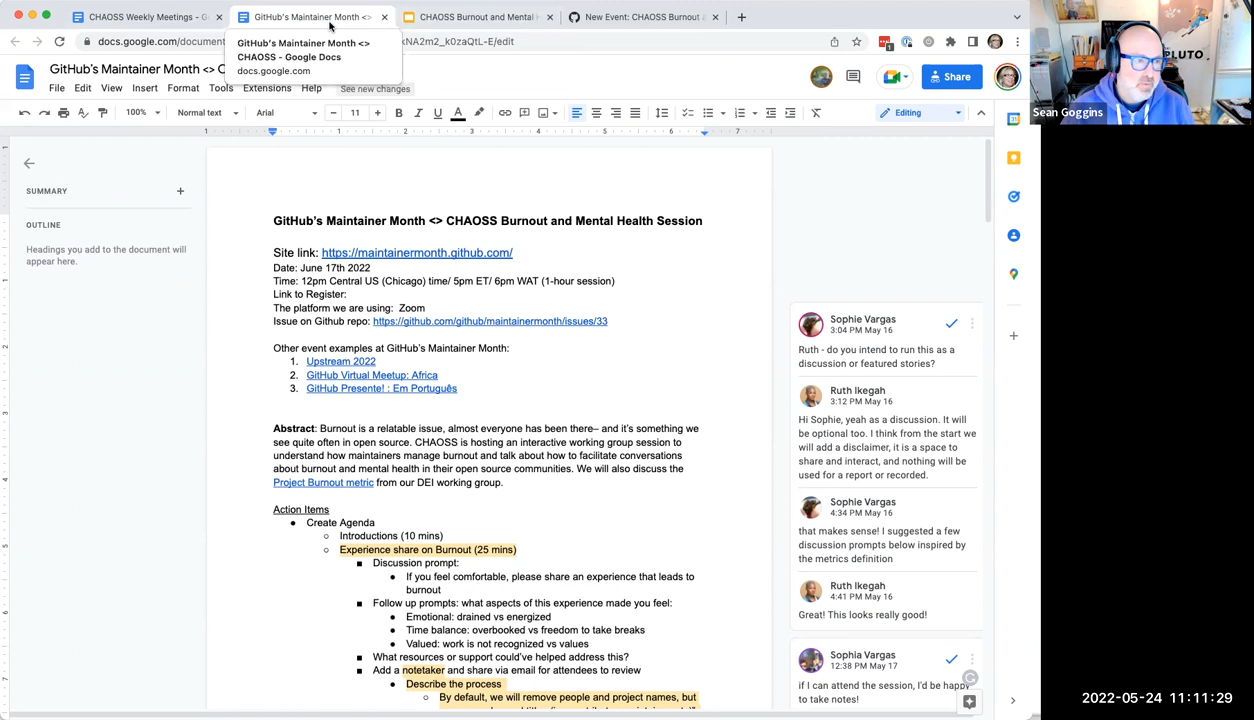 CHAOSS Weekly Meetings - G
GitHub's Maintainer Month <>
CHAOSS Burnout and Mental H
New Event: CHAOSS Burnout a
docs.google.com/document
kNA2m2_k0zaQtL-E/edit
GitHub's Maintainer Month <>
CHAOSS - Google Docs
docs.google.com
GitHub's Maintainer Month <> C
File Edit View Insert Format Tools Extensions Help See new changes
Share
100% Normal text Arial 11 Editing
SUMMARY
OUTLINE
Headings you add to the document will
appear here.
GitHub's Maintainer Month <> CHAOSS Burnout and Mental Health Session
Site link: https://maintainermonth.github.com/
Date: June 17th 2022
Time: 12pm Central US (Chicago) time/ 5pm ET/ 6pm WAT (1-hour session)
Link to Register:
The platform we are using: Zoom
Issue on Github repo: https://github.com/github/maintainermonth/issues/33
Other event examples at GitHub's Maintainer Month:
1. Upstream 2022
2. GitHub Virtual Meetup: Africa
3. GitHub Presente! : Em Português
Abstract: Burnout is a relatable issue, almost everyone has been there– and it's something we
see quite often in open source. CHAOSS is hosting an interactive working group session to
understand how maintainers manage burnout and talk about how to facilitate conversations
about burnout and mental health in their open source communities. We will also discuss the
Project Burnout metric from our DEI working group.
Action Items
● Create Agenda
○ Introductions (10 mins)
○ Experience share on Burnout (25 mins)
■ Discussion prompt:
● If you feel comfortable, please share an experience that leads to
burnout
■ Follow up prompts: what aspects of this experience made you feel:
● Emotional: drained vs energized
● Time balance: overbooked vs freedom to take breaks
● Valued: work is not recognized vs values
■ What resources or support could've helped address this?
■ Add a notetaker and share via email for attendees to review
● Describe the process
○ By default, we will remove people and project names, but
Sophie Vargas
3:04 PM May 16
Ruth - do you intend to run this as a
discussion or featured stories?
Ruth Ikegah
3:12 PM May 16
Hi Sophie, yeah as a discussion. It will
be optional too. I think from the start we
will add a disclaimer, it is a space to
share and interact, and nothing will be
used for a report or recorded.
Sophie Vargas
4:34 PM May 16
that makes sense! I suggested a few
discussion prompts below inspired by
the metrics definition
Ruth Ikegah
4:41 PM May 16
Great! This looks really good!
Sophia Vargas
12:38 PM May 17
if I can attend the session, I'd be happy
to take notes!
PLUTO
Sean Goggins
2022-05-24 11:11:29